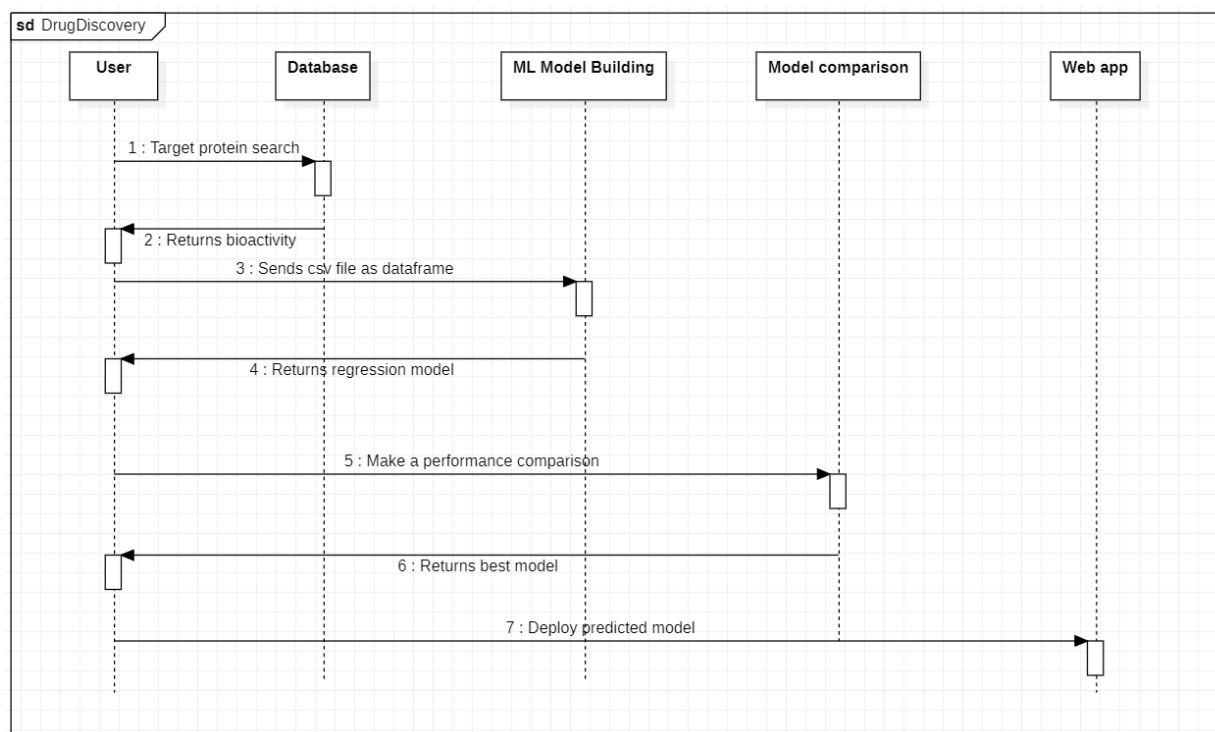 sd DrugDiscovery
User
Database
ML Model Building
Model comparison
Web app
1 : Target protein search
2 : Returns bioactivity
3 : Sends csv file as dataframe
4 : Returns regression model
5 : Make a performance comparison
6 : Returns best model
7 : Deploy predicted model